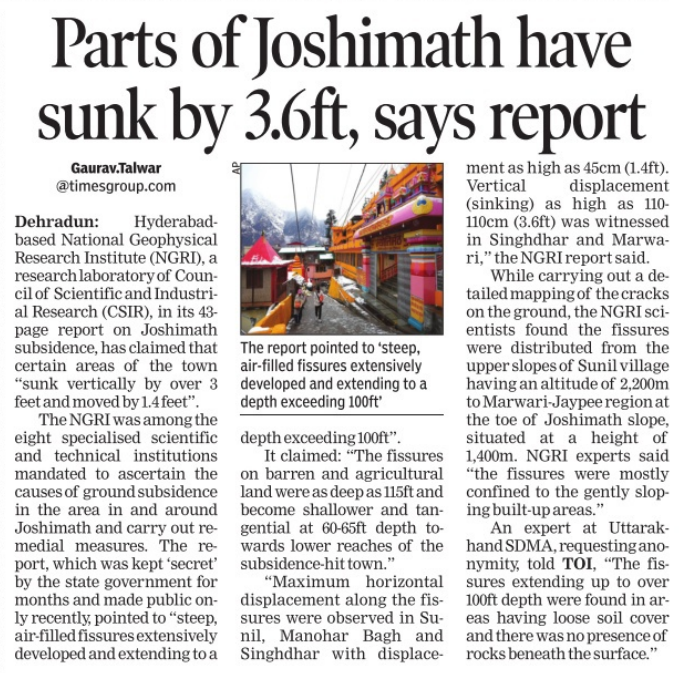 Parts of Joshimath have
sunk by 3.6ft, says report
Gaurav.Talwar
@timesgroup.com
Dehradun: Hyderabad-
based National Geophysical
Research Institute (NGRI), a
research laboratory of Coun-
cil of Scientific and Industri-
al Research (CSIR), in its 43-
page report on Joshimath
subsidence, has claimed that
certain areas of the town
“sunk vertically by over 3
feet and moved by 1.4 feet”.
The NGRI was among the
eight specialised scientific
and technical institutions
mandated to ascertain the
causes of ground subsidence
in the area in and around
Joshimath and carry out re-
medial measures. The re-
port, which was kept ‘secret’
by the state government for
months and made public on-
ly recently, pointed to “steep,
air-filled fissures extensively
developed and extending to a
AP
The report pointed to ‘steep,
air-filled fissures extensively
developed and extending to a
depth exceeding 100ft’
depth exceeding 100ft”.
It claimed: “The fissures
on barren and agricultural
land were as deep as 115ft and
become shallower and tan-
gential at 60-65ft depth to-
wards lower reaches of the
subsidence-hit town.”
“Maximum horizontal
displacement along the fis-
sures were observed in Su-
nil, Manohar Bagh and
Singhdhar with displace-
ment as high as 45cm (1.4ft).
Vertical displacement
(sinking) as high as 110-
110cm (3.6ft) was witnessed
in Singhdhar and Marwa-
ri,” the NGRI report said.
While carrying out a de-
tailed mapping of the cracks
on the ground, the NGRI sci-
entists found the fissures
were distributed from the
upper slopes of Sunil village
having an altitude of 2,200m
to Marwari-Jaypee region at
the toe of Joshimath slope,
situated at a height of
1,400m. NGRI experts said
“the fissures were mostly
confined to the gently slop-
ing built-up areas.”
An expert at Uttarak-
hand SDMA, requesting ano-
nymity, told TOI, “The fis-
sures extending up to over
100ft depth were found in ar-
eas having loose soil cover
and there was no presence of
rocks beneath the surface.”